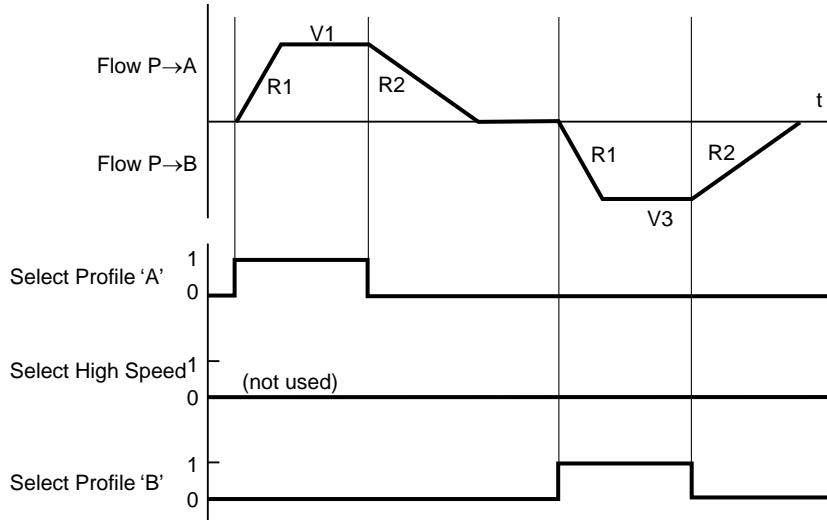 V1
Flow P→A
R1
R2
t
Flow P→B
R1
R2
V3
Select Profile ‘A’
1
0
Select High Speed
1
0
(not used)
Select Profile ‘B’
1
0